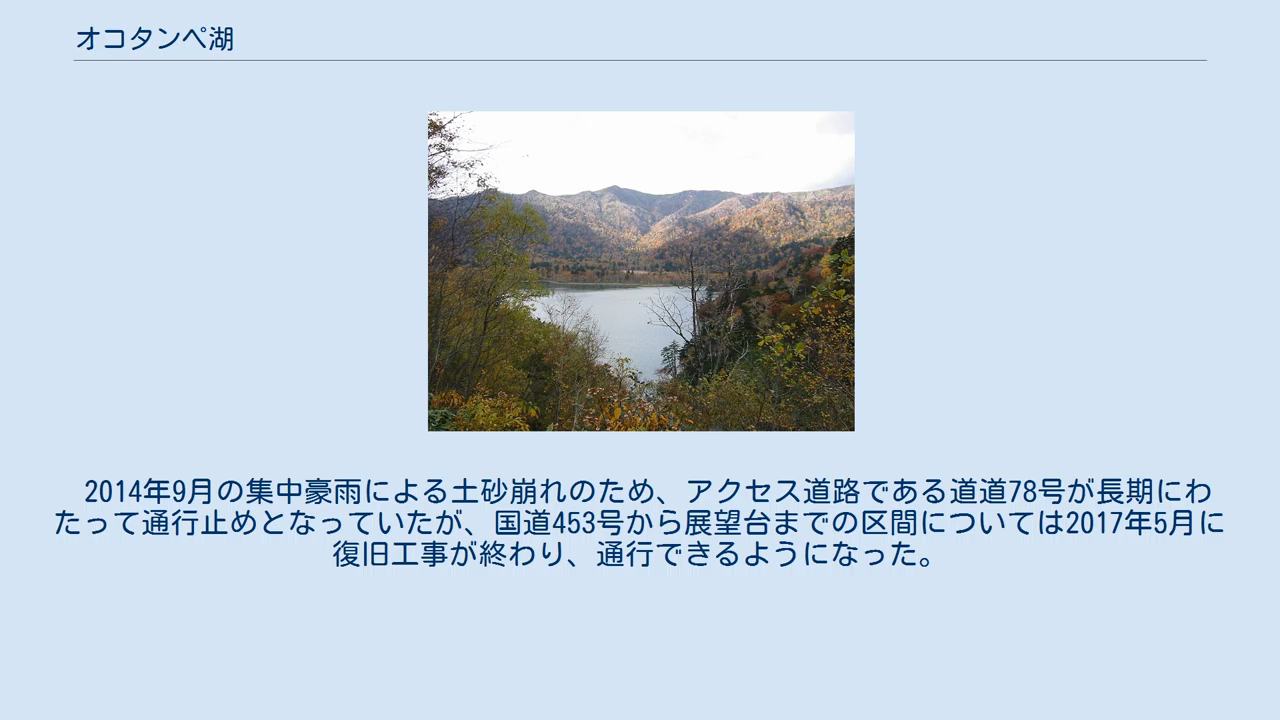 オコタンペ湖
2014年9月の集中豪雨による土砂崩れのため、アクセス道路である道道78号が長期にわ
たって通行止めとなっていたが、国道453号から展望台までの区間については2017年5月に
復旧工事が終わり、通行できるようになった。